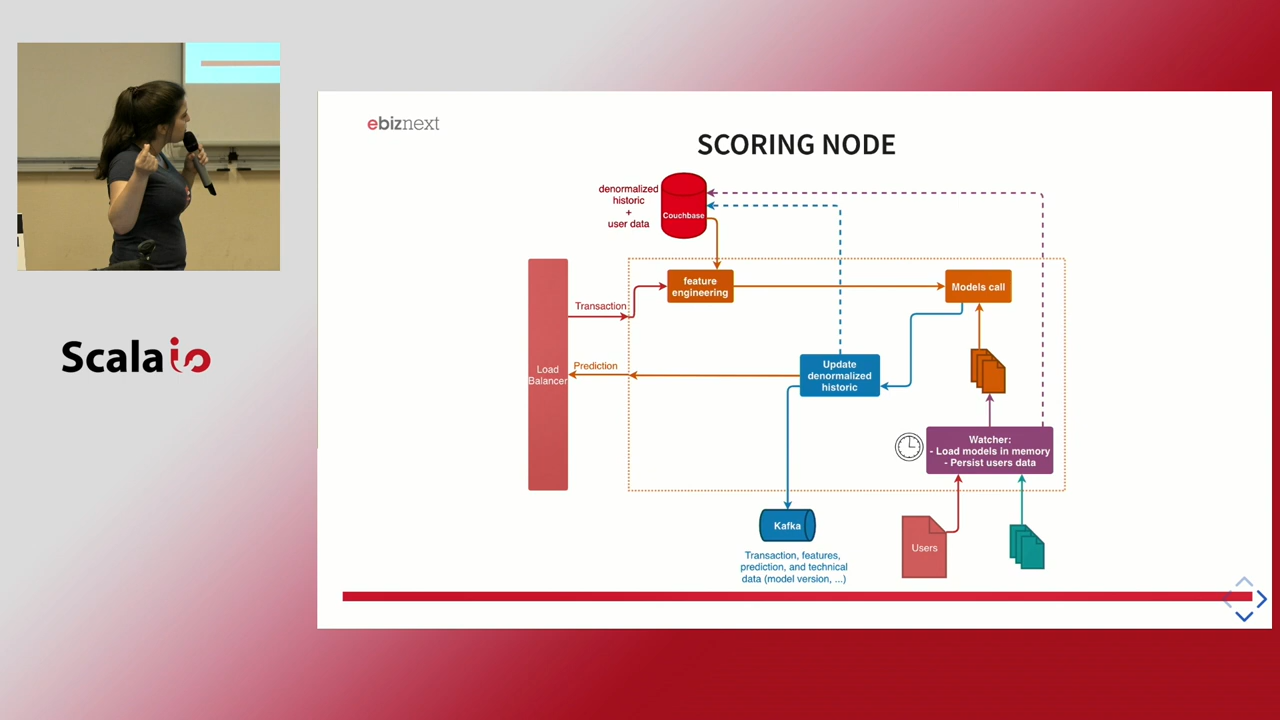 ebiznext
SCORING NODE
denormalized
historic
+
user data
Couchbase
feature
engineering
Models call
Transaction
Load
Balancer
Prediction
Update
denormalized
historic
Watcher:
- Load models in memory
- Persist users data
Kafka
Users
Transaction, features,
prediction, and technical
data (model version, ...)
Scala io